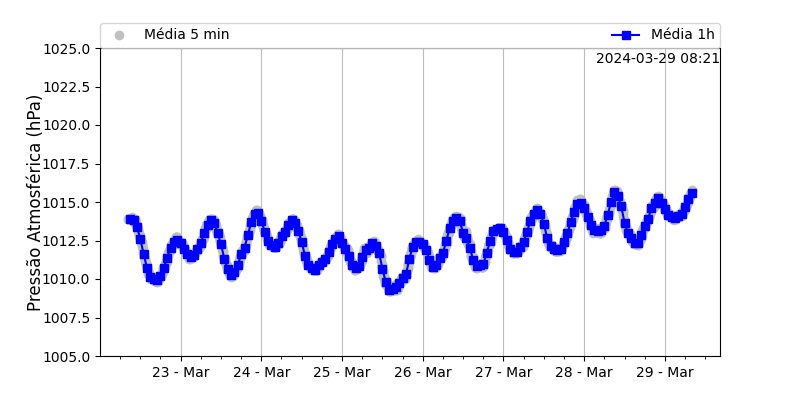 Média 5 min
Média 1h
2024-03-29 08:21
Pressão Atmosférica (hPa)
1025.0
1022.5
1020.0
1017.5
1015.0
1012.5
1010.0
1007.5
1005.0
23 - Mar
24 - Mar
25 - Mar
26 - Mar
27 - Mar
28 - Mar
29 - Mar